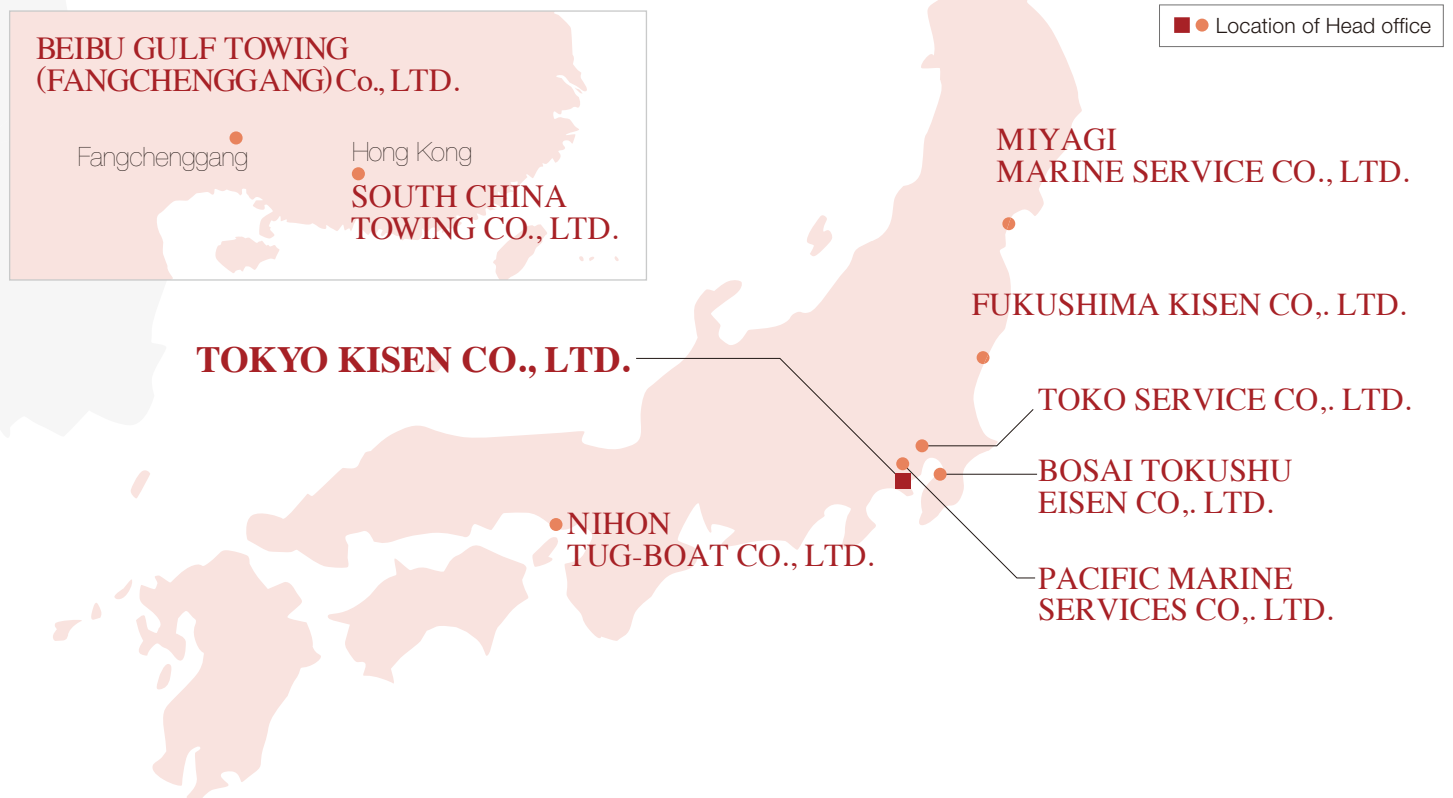 BEIBU GULF TOWING
(FANGCHENGGANG) Co., LTD.
Fangchenggang
Hong Kong
SOUTH CHINA
TOWING CO., LTD.
Location of Head office
MIYAGI
MARINE SERVICE CO., LTD.
FUKUSHIMA KISEN CO,. LTD.
TOKYO KISEN CO., LTD.
TOKO SERVICE CO,. LTD.
BOSAI TOKUSHU
EISEN CO,. LTD.
NIHON
TUG-BOAT CO., LTD.
PACIFIC MARINE
SERVICES CO,. LTD.